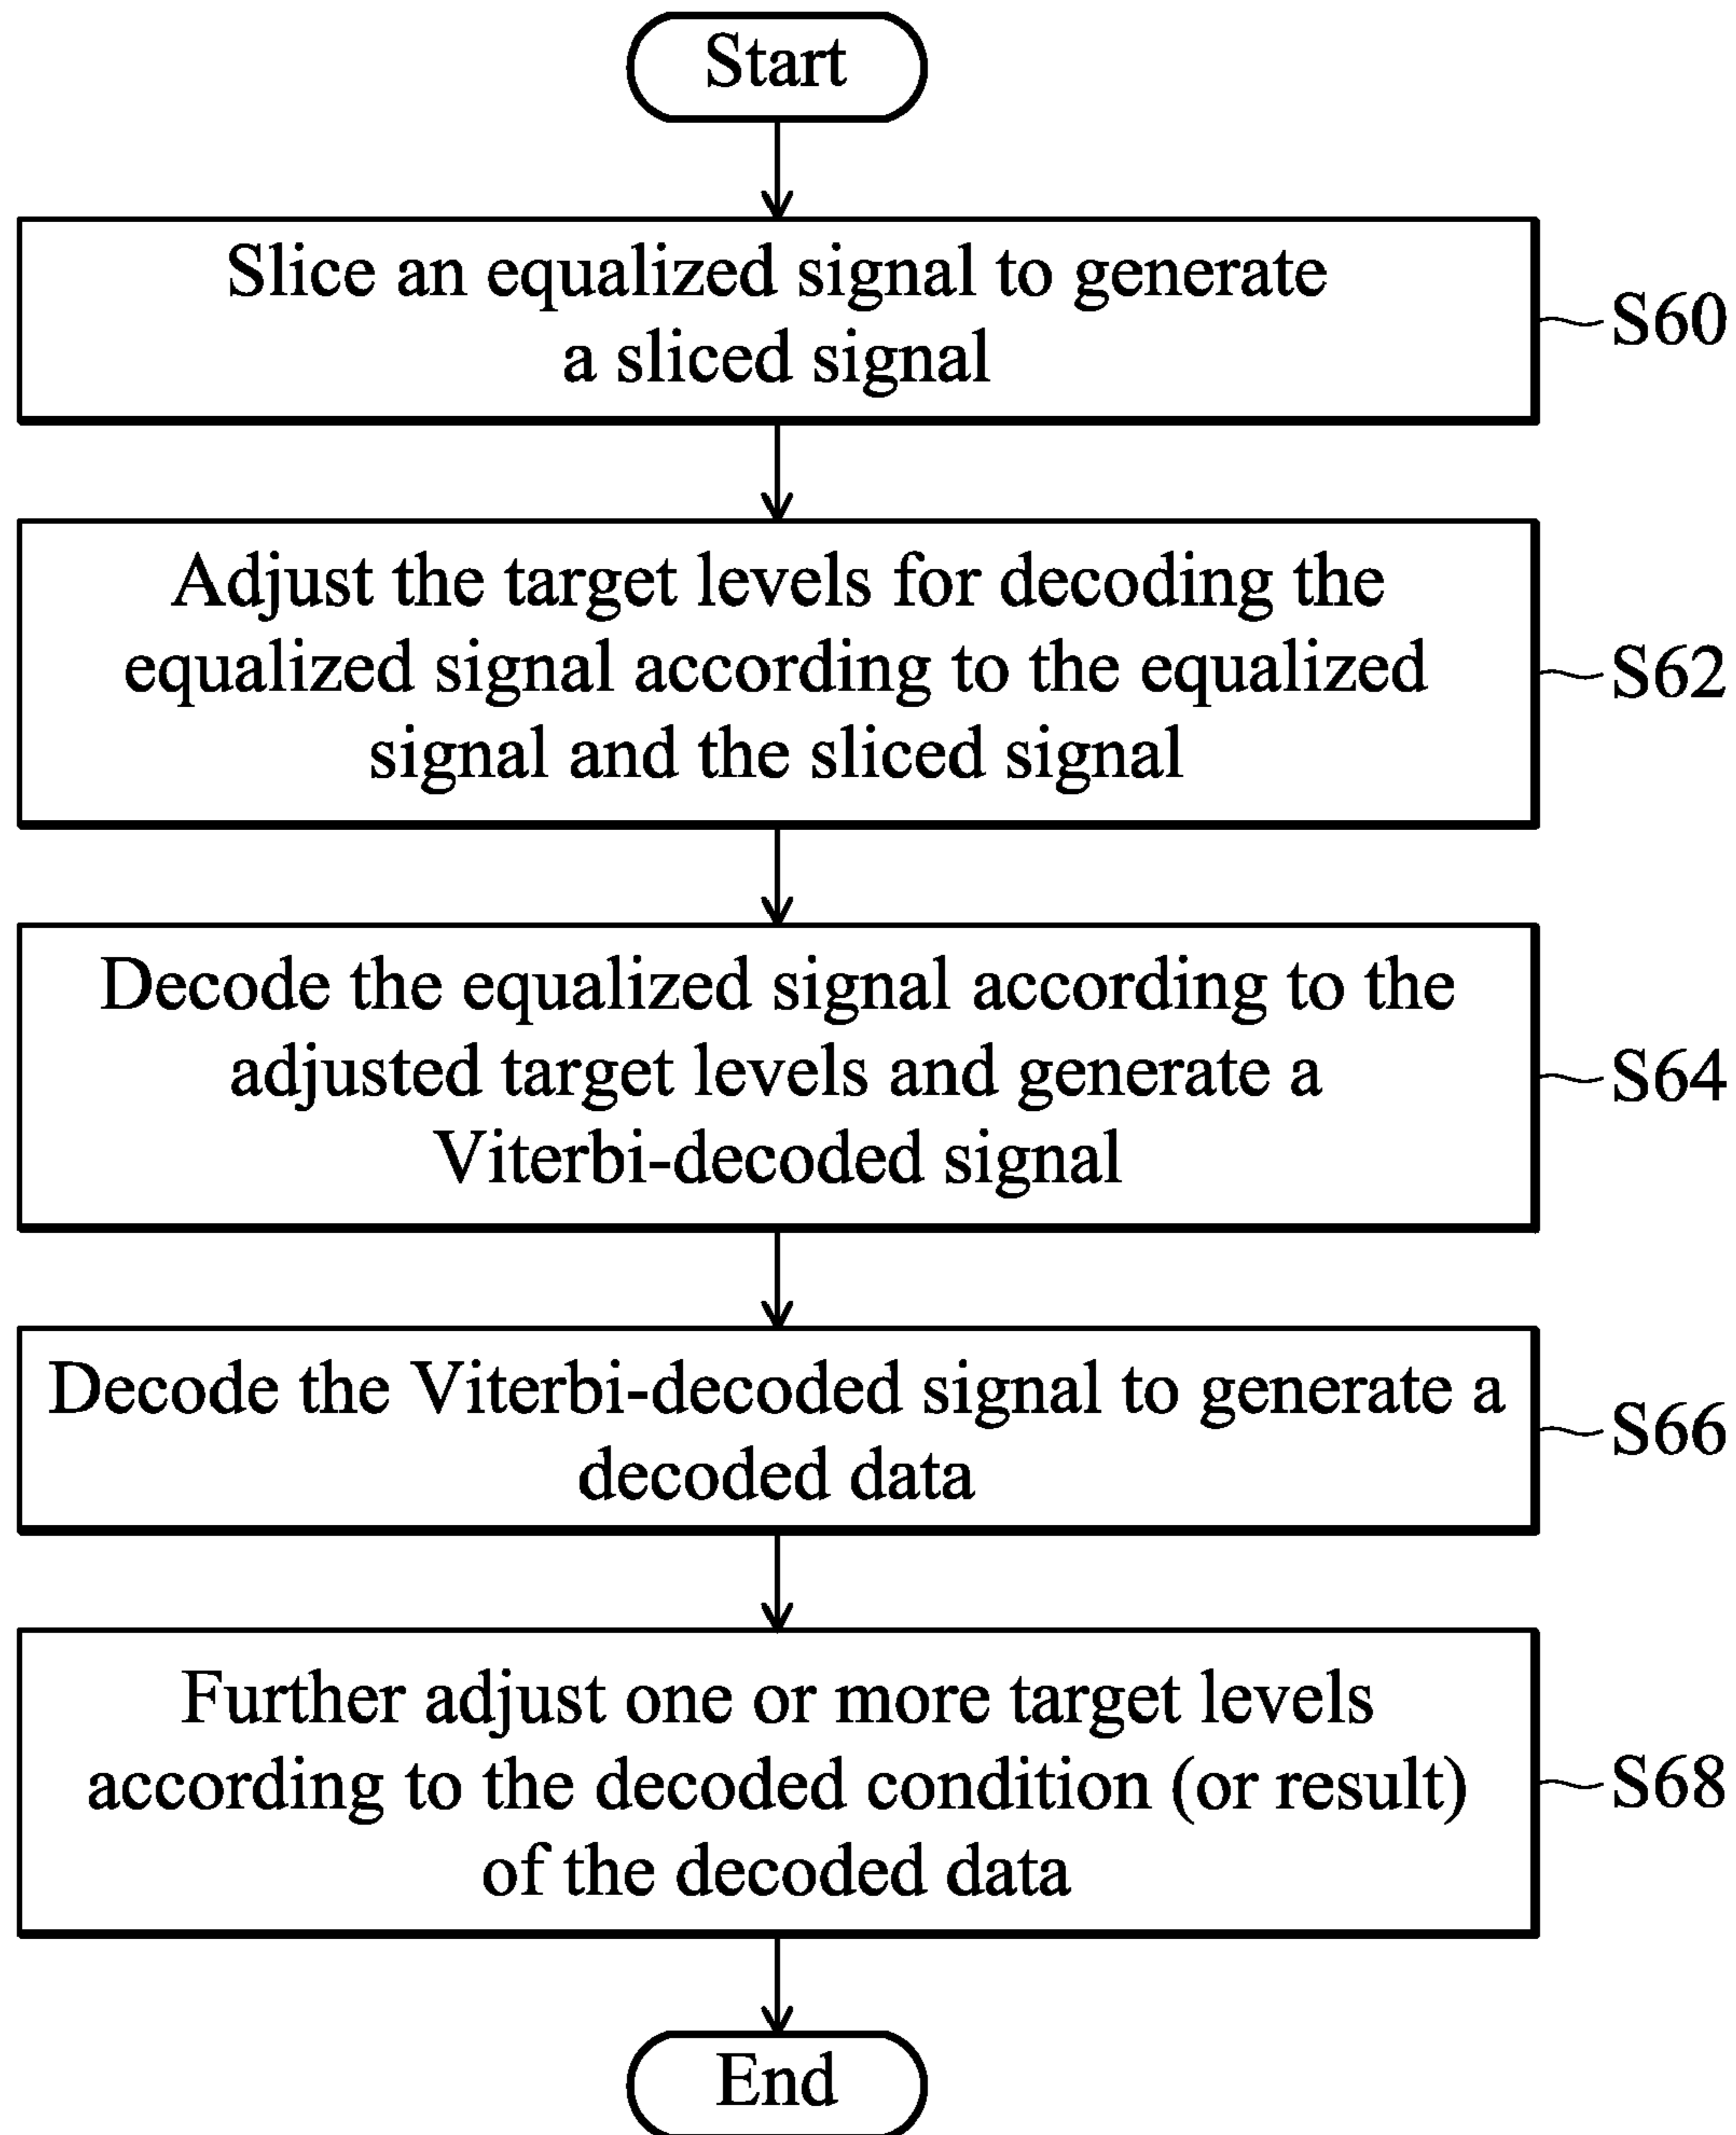 Start
Slice an equalized signal to generate
a sliced signal
S60
Adjust the target levels for decoding the
equalized signal according to the equalized
signal and the sliced signal
S62
Decode the equalized signal according to the
adjusted target levels and generate a
Viterbi-decoded signal
S64
Decode the Viterbi-decoded signal to generate a
decoded data
S66
Further adjust one or more target levels
according to the decoded condition (or result)
of the decoded data
S68
End